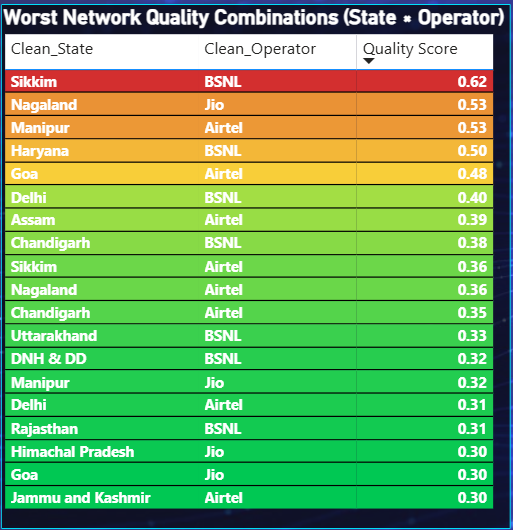 Worst Network Quality Combinations (State * Operator)
Clean_State Clean_Operator Quality Score
Sikkim BSNL 0.62
Nagaland Jio 0.53
Manipur Airtel 0.53
Haryana BSNL 0.50
Goa Airtel 0.48
Delhi BSNL 0.40
Assam Airtel 0.39
Chandigarh BSNL 0.38
Sikkim Airtel 0.36
Nagaland Airtel 0.36
Chandigarh Airtel 0.35
Uttarakhand BSNL 0.33
DNH & DD BSNL 0.32
Manipur Jio 0.32
Delhi Airtel 0.31
Rajasthan BSNL 0.31
Himachal Pradesh Jio 0.30
Goa Jio 0.30
Jammu and Kashmir Airtel 0.30